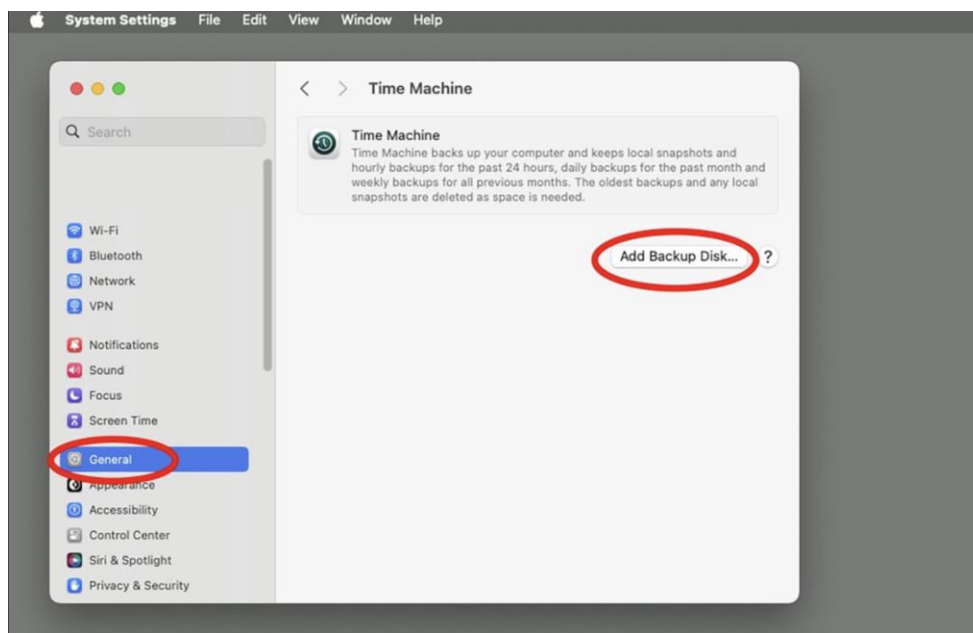 System Settings File Edit View Window Help
Time Machine
Search
Time Machine
Time Machine backs up your computer and keeps local snapshots and
hourly backups for the past 24 hours, daily backups for the past month and
weekly backups for all previous months. The oldest backups and any local
snapshots are deleted as space is needed.
Add Backup Disk... ?
Wi-Fi
Bluetooth
Network
VPN
Notifications
Sound
Focus
Screen Time
General
Appearance
Accessibility
Control Center
Siri & Spotlight
Privacy & Security